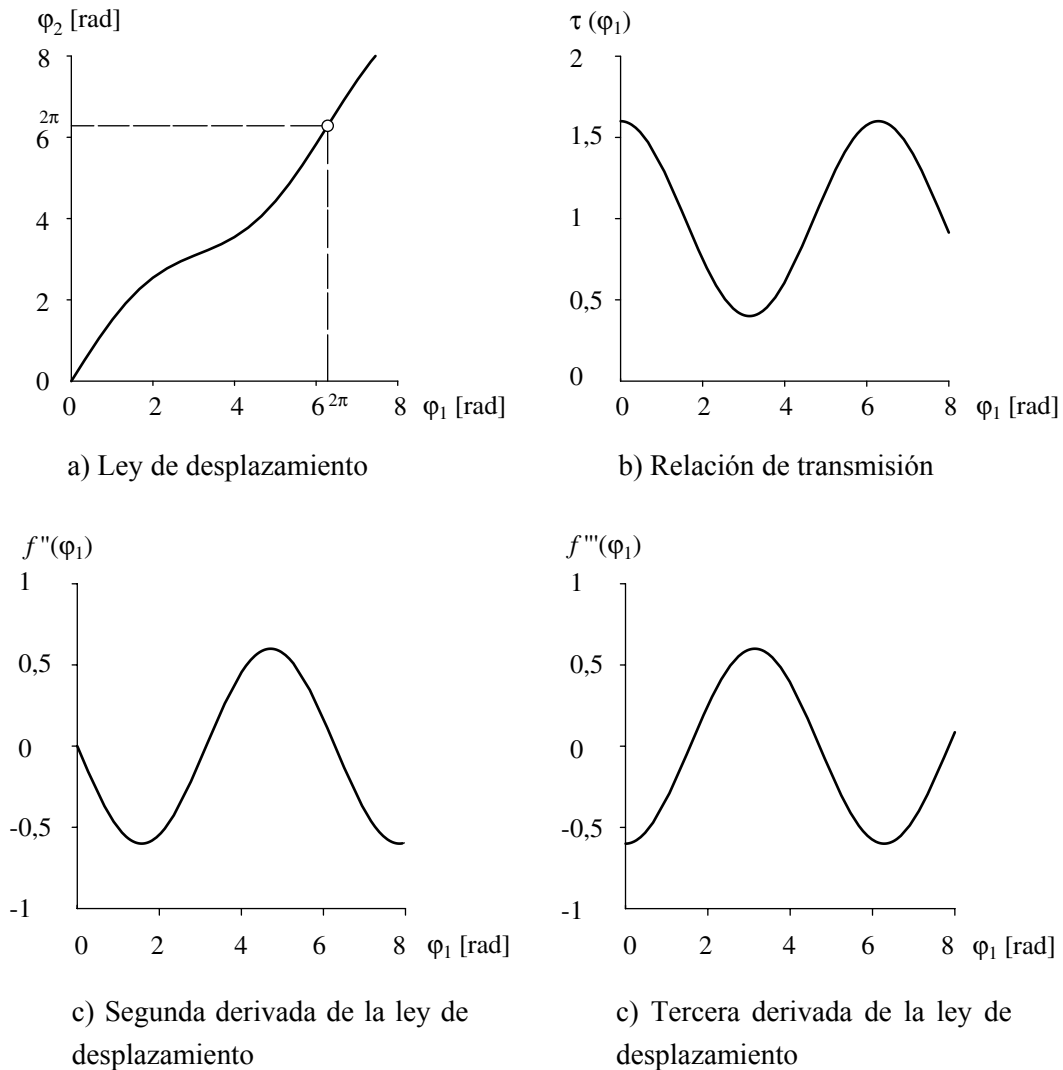 φ2 [rad]
8
2π
6
4
2
0
0 2 4 6 2π 8 φ1 [rad]
a) Ley de desplazamiento
τ (φ1)
2
1,5
1
0,5
0
0 2 4 6 8 φ1 [rad]
b) Relación de transmisión
f "(φ1)
1
0,5
0
-0,5
-1
0 2 4 6 8 φ1 [rad]
c) Segunda derivada de la ley de
desplazamiento
f "'(φ1)
1
0,5
0
-0,5
-1
0 2 4 6 8 φ1 [rad]
c) Tercera derivada de la ley de
desplazamiento